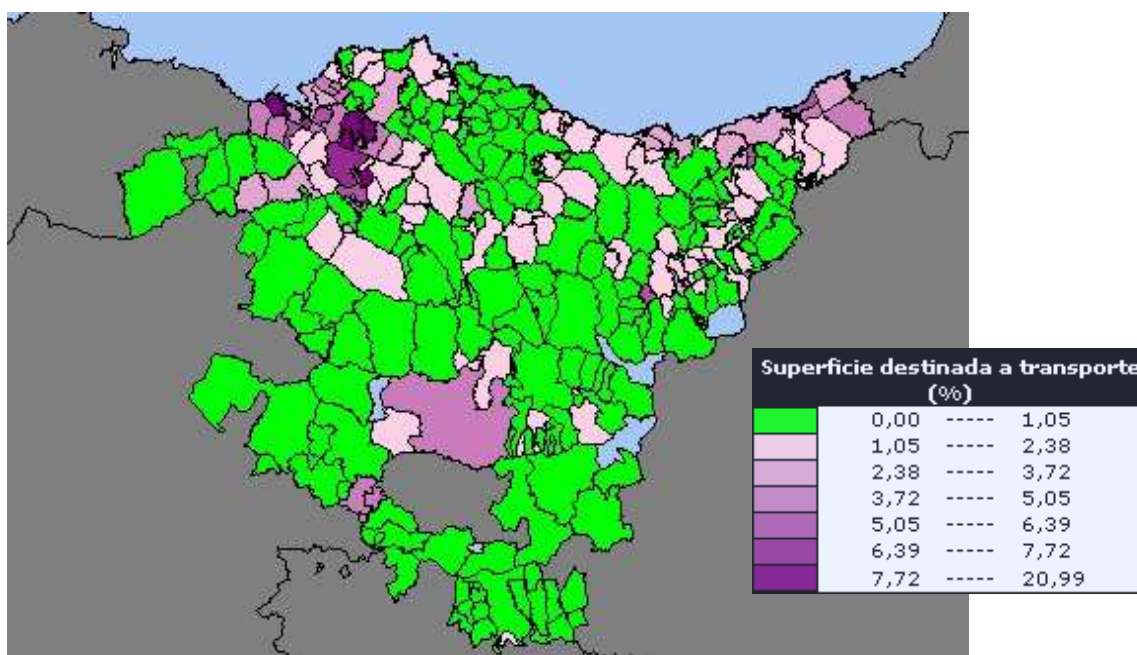 Superficie destinada a transporte
(%)
0,00 ----- 1,05
1,05 ----- 2,38
2,38 ----- 3,72
3,72 ----- 5,05
5,05 ----- 6,39
6,39 ----- 7,72
7,72 ----- 20,99